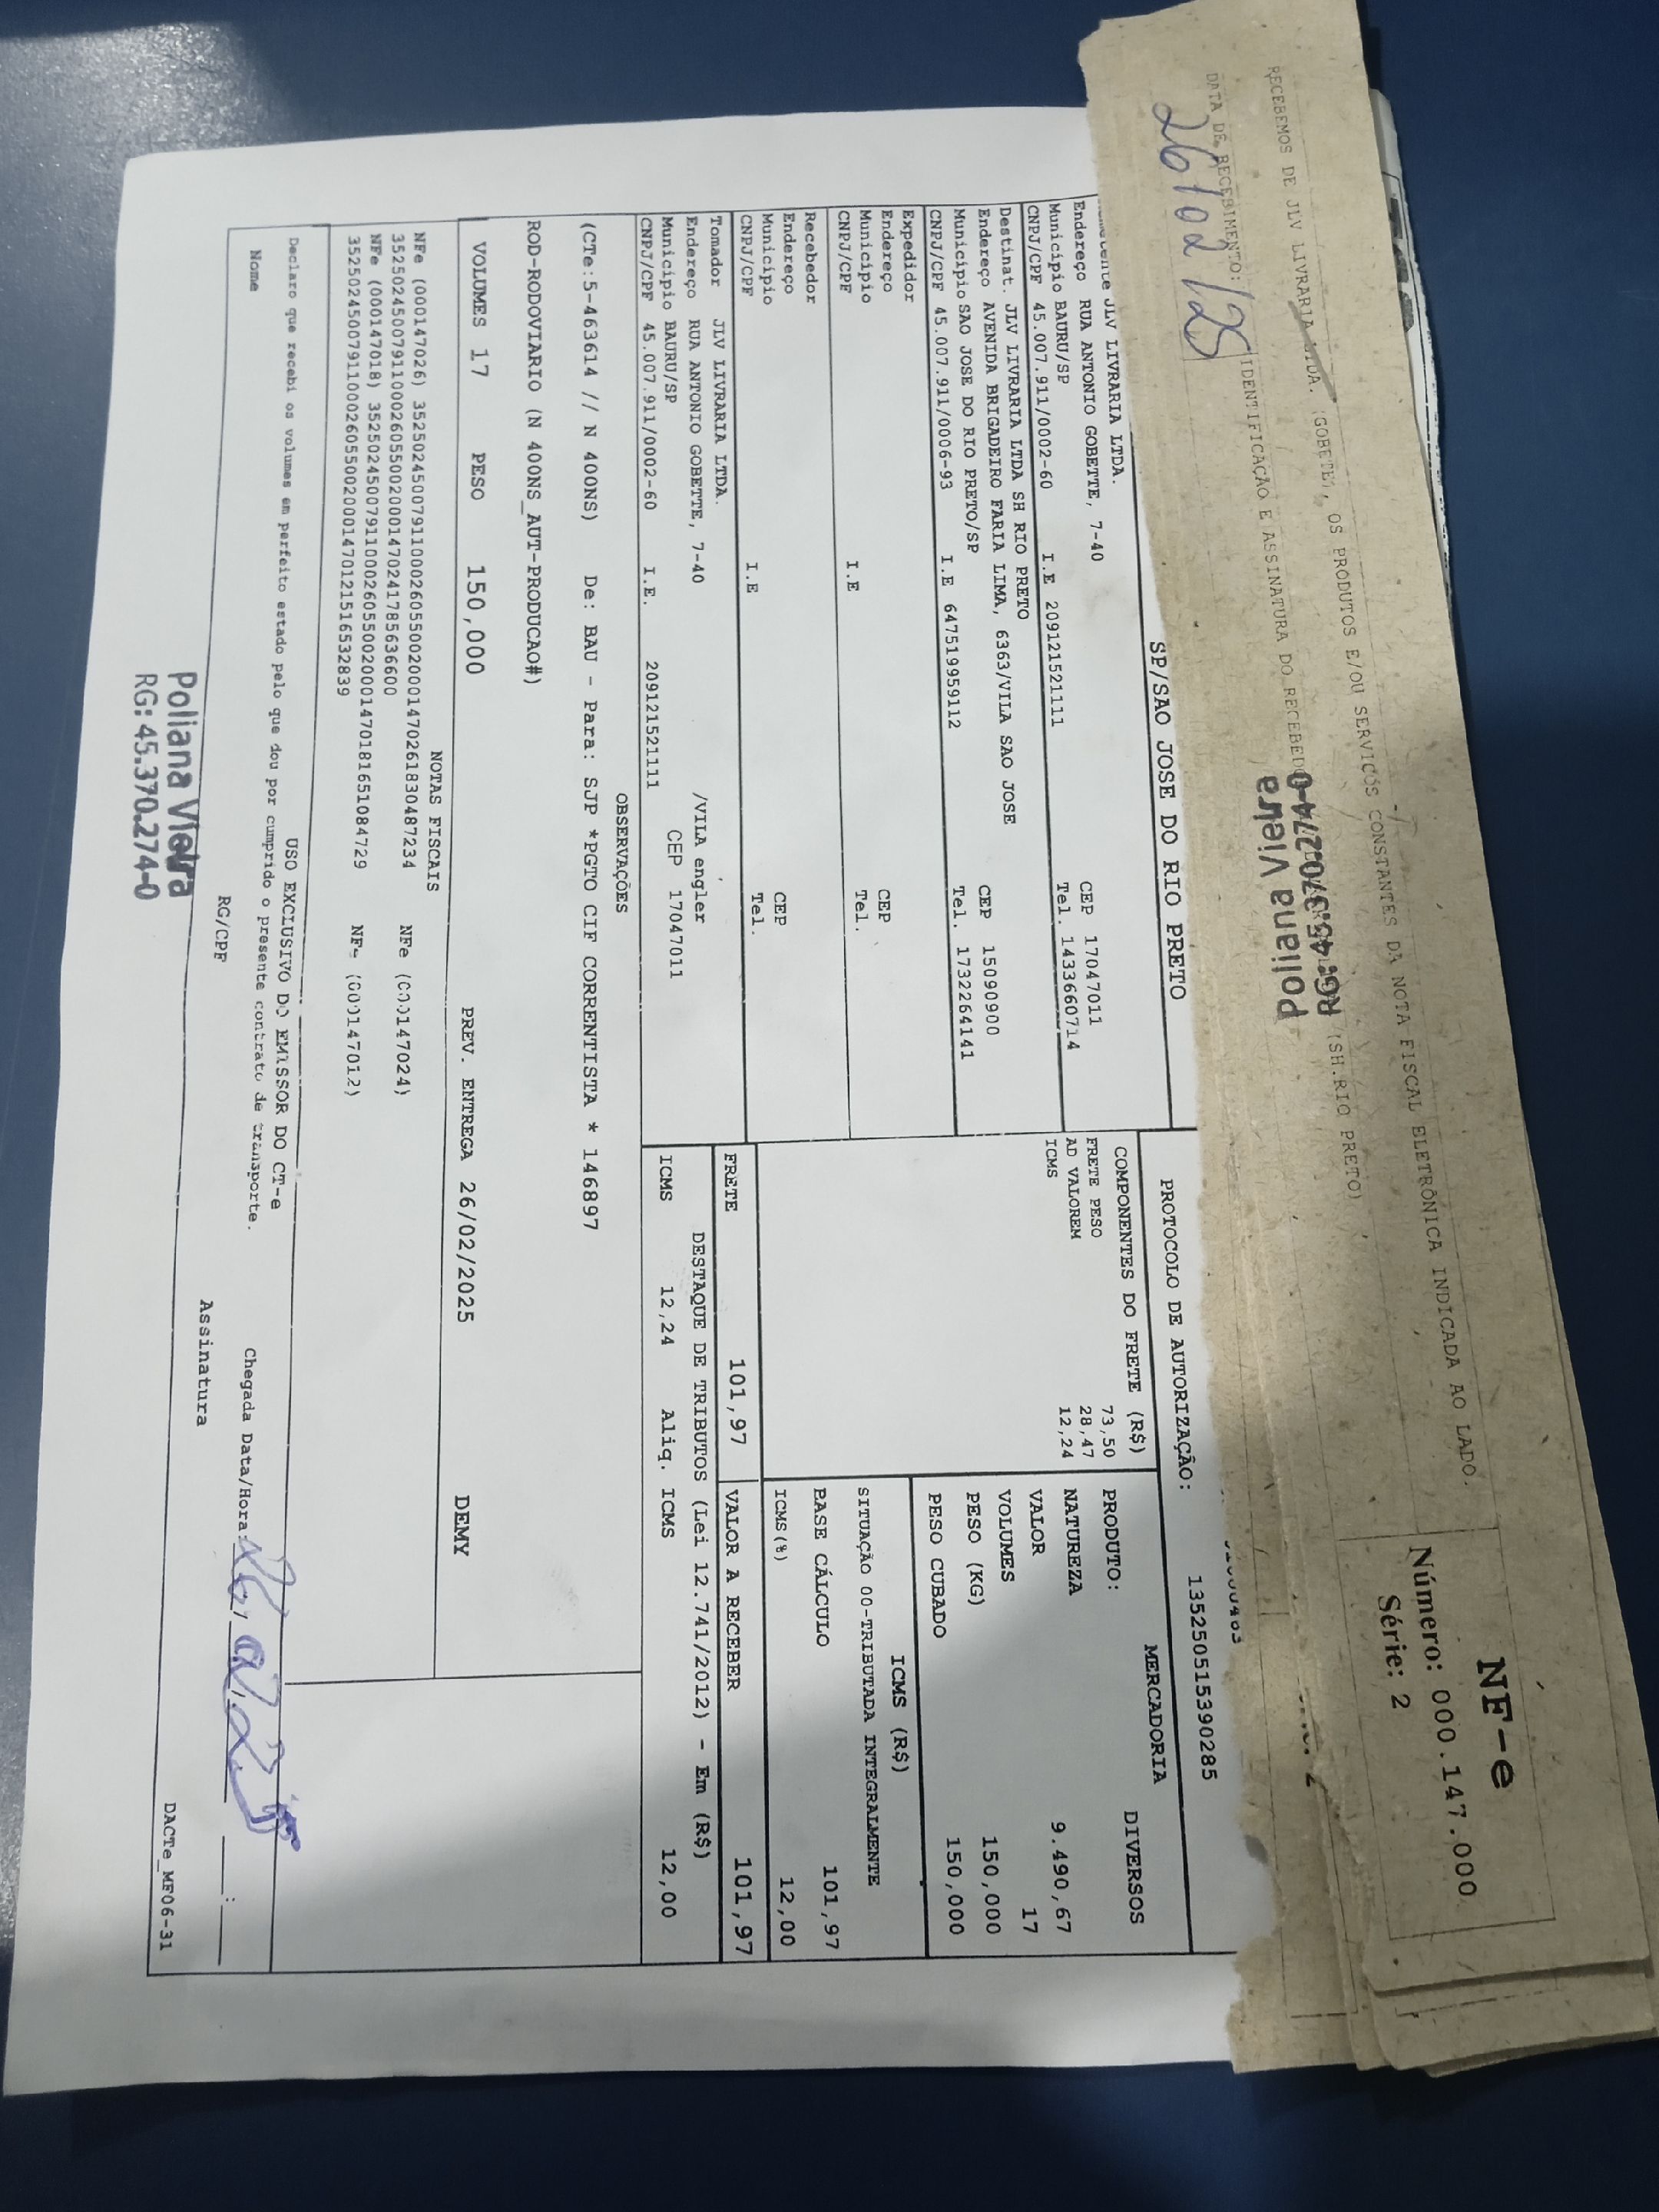 RECEBEMOS DE JLV LIVRARIA LTDA. (GOBETE), OS PRODUTOS E/OU SERVIÇOS CONSTANTES DA NOTA FISCAL ELETRÔNICA INDICADA AO LADO.
NF-e
Número: 000.147.000
Série: 2
DATA DE RECEBIMENTO:
IDENTIFICAÇÃO E ASSINATURA DO RECEBEDO
(SH.RIO PRETO)
26/02/25
Poliana Vieira
RG: 45.370.274-0
SP/SAO JOSE DO RIO PRETO
PROTOCOLO DE AUTORIZAÇÃO:
135250515390285
JLV LIVRARIA LTDA.
Endereço RUA ANTONIO GOBETTE, 7-40 CEP 17047011
Município BAURU/SP Tel. 1433660714
CNPJ/CPF 45.007.911/0002-60 I.E 209121521111
Destinat. JLV LIVRARIA LTDA SH RIO PRETO
Endereço AVENIDA BRIGADEIRO FARIA LIMA, 6363/VILA SAO JOSE CEP 15090900
Município SAO JOSE DO RIO PRETO/SP Tel. 1732264141
CNPJ/CPF 45.007.911/0006-93 I.E 647519959112
Expedidor
Endereço CEP
Município Tel.
CNPJ/CPF I.E
Recebedor
Endereço CEP
Município Tel.
CNPJ/CPF I.E
Tomador JLV LIVRARIA LTDA.
Endereço RUA ANTONIO GOBETTE, 7-40 /VILA engler
Município BAURU/SP CEP 17047011
CNPJ/CPF 45.007.911/0002-60 I.E. 209121521111
COMPONENTES DO FRETE (R$)
FRETE PESO 73,50
AD VALOREM 28,47
ICMS 12,24
MERCADORIA
PRODUTO: DIVERSOS
NATUREZA
VALOR 9.490,67
VOLUMES 17
PESO (KG) 150,000
PESO CUBADO 150,000
ICMS (R$)
SITUAÇÃO 00-TRIBUTADA INTEGRALMENTE
BASE CÁLCULO 101,97
ICMS(%) 12,00
FRETE 101,97 VALOR A RECEBER 101,97
DESTAQUE DE TRIBUTOS (Lei 12.741/2012) - Em (R$)
ICMS 12,24 Aliq. ICMS 12,00
OBSERVAÇÕES
(CTe:5-463614 // N 400NS) De: BAU - Para: SJP *PGTO CIF CORRENTISTA * 146897
ROD-RODOVIARIO (N 400NS_AUT-PRODUCAO#)
VOLUMES 17 PESO 150,000 PREV. ENTREGA 26/02/2025 DEMY
NOTAS FISCAIS
NFe (000147026) 35250245007911000260550020001470261830487234 NFe (000147024)
35250245007911000260550020001470241785636600
NFe (000147018) 35250245007911000260550020001470181651084729 NFe (000147012)
35250245007911000260550020001470121516532839
USO EXCLUSIVO DO EMISSOR DO CT-e
Declaro que recebi os volumes em perfeito estado pelo que dou por cumprido o presente contrato de transporte.
Nome RG/CPF Assinatura Chegada Data/Hora:
Poliana Vieira
RG: 45.370.274-0
DACTe_MF06-31